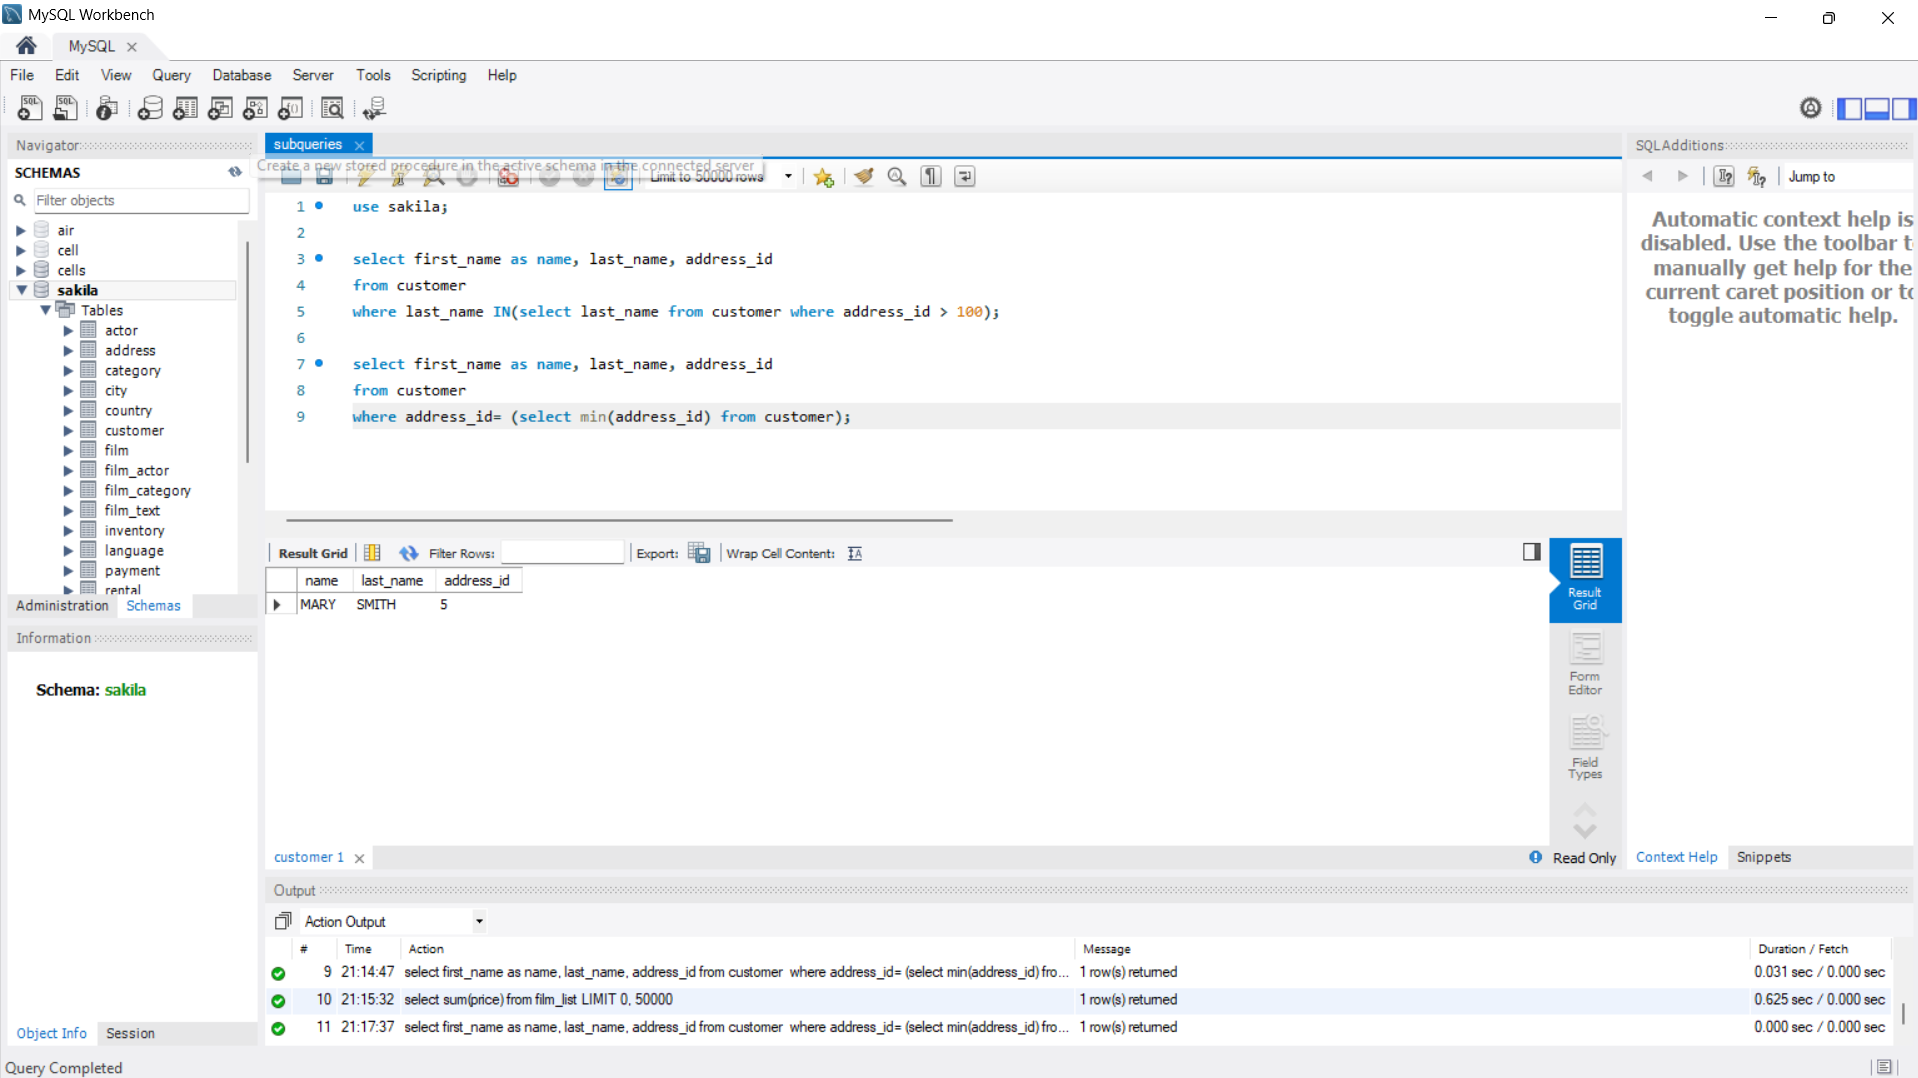 MySQL Workbench
MySQL
File Edit View Query Database Server Tools Scripting Help
Navigator
SCHEMAS
Filter objects
air
cell
cells
sakila
Tables
actor
address
category
city
country
customer
film
film_actor
film_category
film_text
inventory
language
payment
rental
Administration Schemas
Information
Schema: sakila
Object Info Session
subqueries
Create a new stored procedure in the active schema in the connected server
Limit to 50000 rows
1 use sakila;
2
3 select first_name as name, last_name, address_id
4 from customer
5 where last_name IN(select last_name from customer where address_id > 100);
6
7 select first_name as name, last_name, address_id
8 from customer
9 where address_id= (select min(address_id) from customer);
Result Grid Filter Rows: Export: Wrap Cell Content:
name last_name address_id
MARY SMITH 5
Result
Grid
Form
Editor
Field
Types
customer 1
Read Only
SQLAdditions
Jump to
Automatic context help is
disabled. Use the toolbar t
manually get help for the
current caret position or to
toggle automatic help.
Context Help Snippets
Output
Action Output
# Time Action Message Duration / Fetch
9 21:14:47 select first_name as name, last_name, address_id from customer where address_id= (select min(address_id) fro... 1 row(s) returned 0.031 sec / 0.000 sec
10 21:15:32 select sum(price) from film_list LIMIT 0, 50000 1 row(s) returned 0.625 sec / 0.000 sec
11 21:17:37 select first_name as name, last_name, address_id from customer where address_id= (select min(address_id) fro... 1 row(s) returned 0.000 sec / 0.000 sec
Query Completed